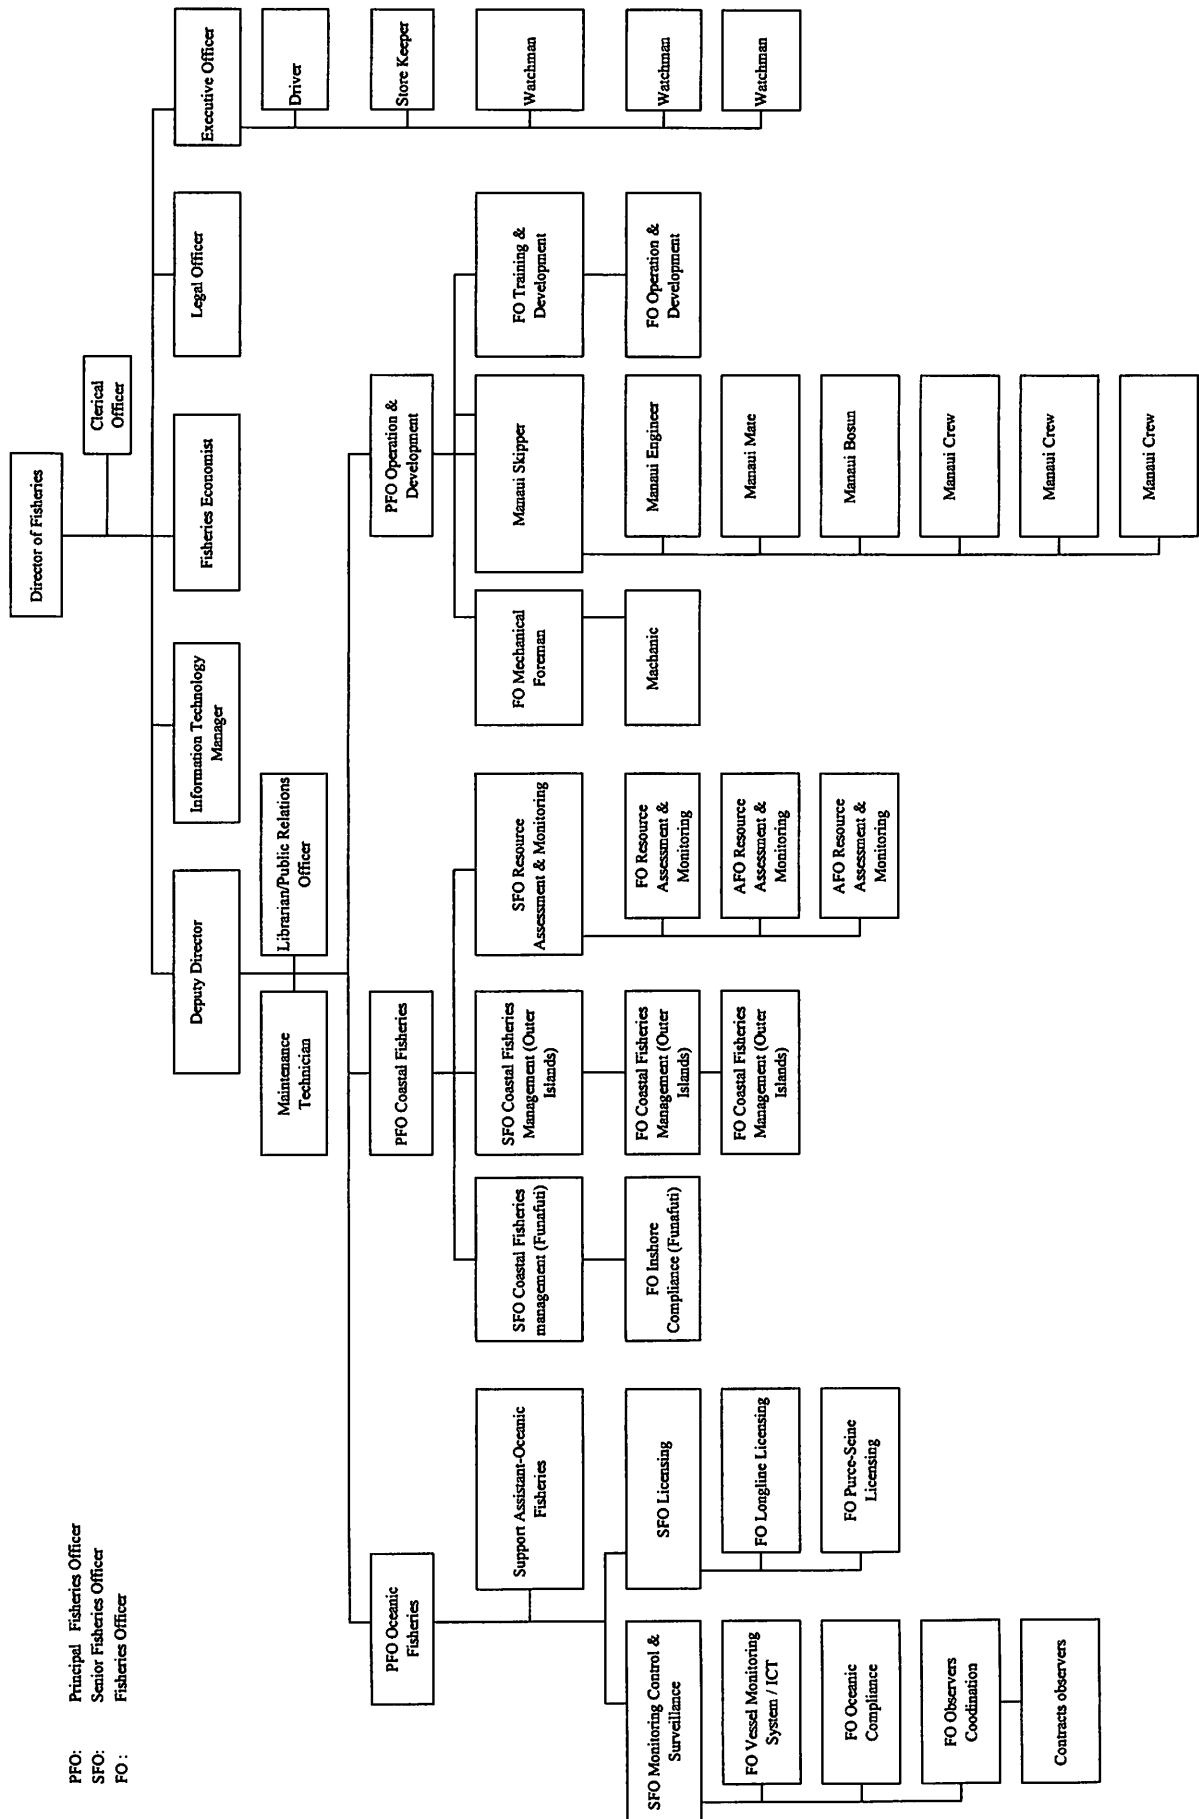 PFO: Principal Fisheries Officer
SFO: Senior Fisheries Officer
FO : Fisheries Officer
Director of Fisheries
Clerical
Officer
Deputy Director
Information Technology
Manager
Fisheries Economist
Legal Officer
Executive Officer
Maintenance
Technician
Librarian/Public Relations
Officer
Driver
Store Keeper
Watchman
Watchman
Watchman
PFO Oceanic
Fisheries
PFO Coastal Fisheries
PFO Operation &
Development
Support Assistant-Oceanic
Fisheries
SFO Monitoring Control &
Surveillance
FO Vessel Monitoring
System / ICT
FO Oceanic
Compliance
FO Observers
Coodination
Contracts observers
SFO Licensing
FO Longline Licensing
FO Purce-Seine
Licensing
SFO Coastal Fisheries
management (Funafuti)
FO Inshore
Compliance (Funafuti)
SFO Coastal Fisheries
Management (Outer
Islands)
FO Coastal Fisheries
Management (Outer
Islands)
FO Coastal Fisheries
Management (Outer
Islands)
SFO Resource
Assessment & Monitoring
FO Resource
Assessment &
Monitoring
AFO Resource
Assessment &
Monitoring
AFO Resource
Assessment &
Monitoring
FO Mechanical
Foreman
Machanic
Manaui Skipper
Manaui Engineer
Manaui Mate
Manaui Bosun
Manaui Crew
Manaui Crew
Manaui Crew
FO Training &
Development
FO Operation &
Development